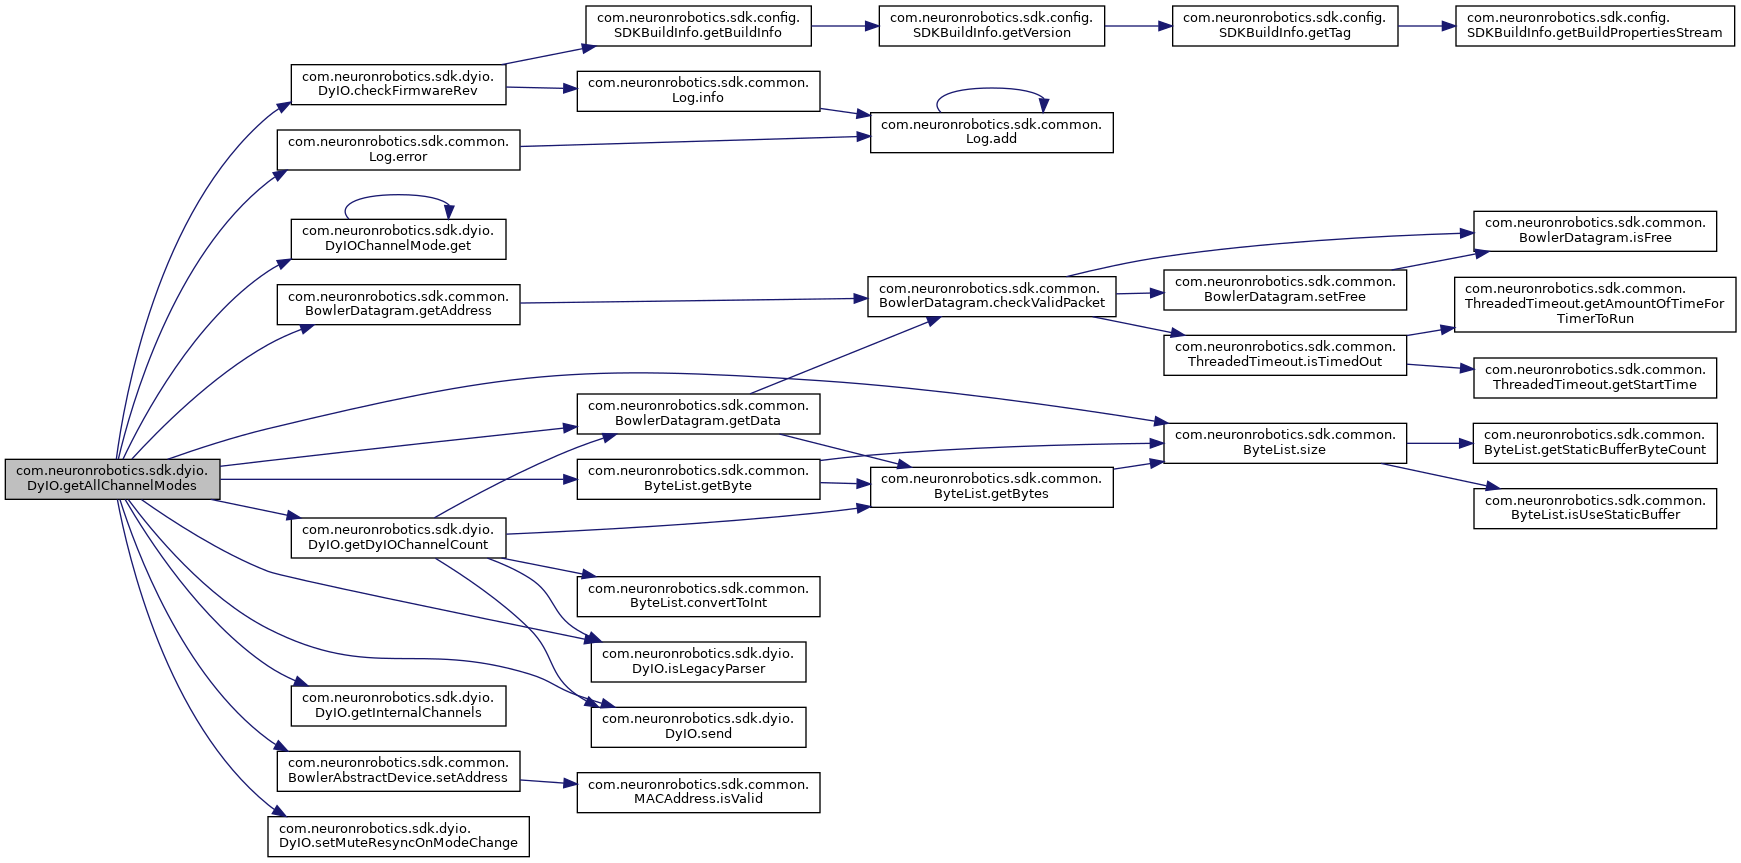 com.neuronrobotics.sdk.config.
SDKBuildInfo.getBuildInfo
com.neuronrobotics.sdk.config.
SDKBuildInfo.getVersion
com.neuronrobotics.sdk.config.
SDKBuildInfo.getTag
com.neuronrobotics.sdk.config.
SDKBuildInfo.getBuildPropertiesStream
com.neuronrobotics.sdk.dyio.
DyIO.checkFirmwareRev
com.neuronrobotics.sdk.common.
Log.info
com.neuronrobotics.sdk.common.
Log.add
com.neuronrobotics.sdk.common.
Log.error
com.neuronrobotics.sdk.dyio.
DyIOChannelMode.get
com.neuronrobotics.sdk.common.
BowlerDatagram.isFree
com.neuronrobotics.sdk.common.
BowlerDatagram.getAddress
com.neuronrobotics.sdk.common.
BowlerDatagram.checkValidPacket
com.neuronrobotics.sdk.common.
BowlerDatagram.setFree
com.neuronrobotics.sdk.common.
ThreadedTimeout.getAmountOfTimeFor
TimerToRun
com.neuronrobotics.sdk.common.
ThreadedTimeout.isTimedOut
com.neuronrobotics.sdk.common.
ThreadedTimeout.getStartTime
com.neuronrobotics.sdk.common.
BowlerDatagram.getData
com.neuronrobotics.sdk.common.
ByteList.size
com.neuronrobotics.sdk.common.
ByteList.getStaticBufferByteCount
com.neuronrobotics.sdk.dyio.
DyIO.getAllChannelModes
com.neuronrobotics.sdk.common.
ByteList.getByte
com.neuronrobotics.sdk.common.
ByteList.getBytes
com.neuronrobotics.sdk.common.
ByteList.isUseStaticBuffer
com.neuronrobotics.sdk.dyio.
DyIO.getDyIOChannelCount
com.neuronrobotics.sdk.common.
ByteList.convertToInt
com.neuronrobotics.sdk.dyio.
DyIO.isLegacyParser
com.neuronrobotics.sdk.dyio.
DyIO.getInternalChannels
com.neuronrobotics.sdk.dyio.
DyIO.send
com.neuronrobotics.sdk.common.
BowlerAbstractDevice.setAddress
com.neuronrobotics.sdk.common.
MACAddress.isValid
com.neuronrobotics.sdk.dyio.
DyIO.setMuteResyncOnModeChange